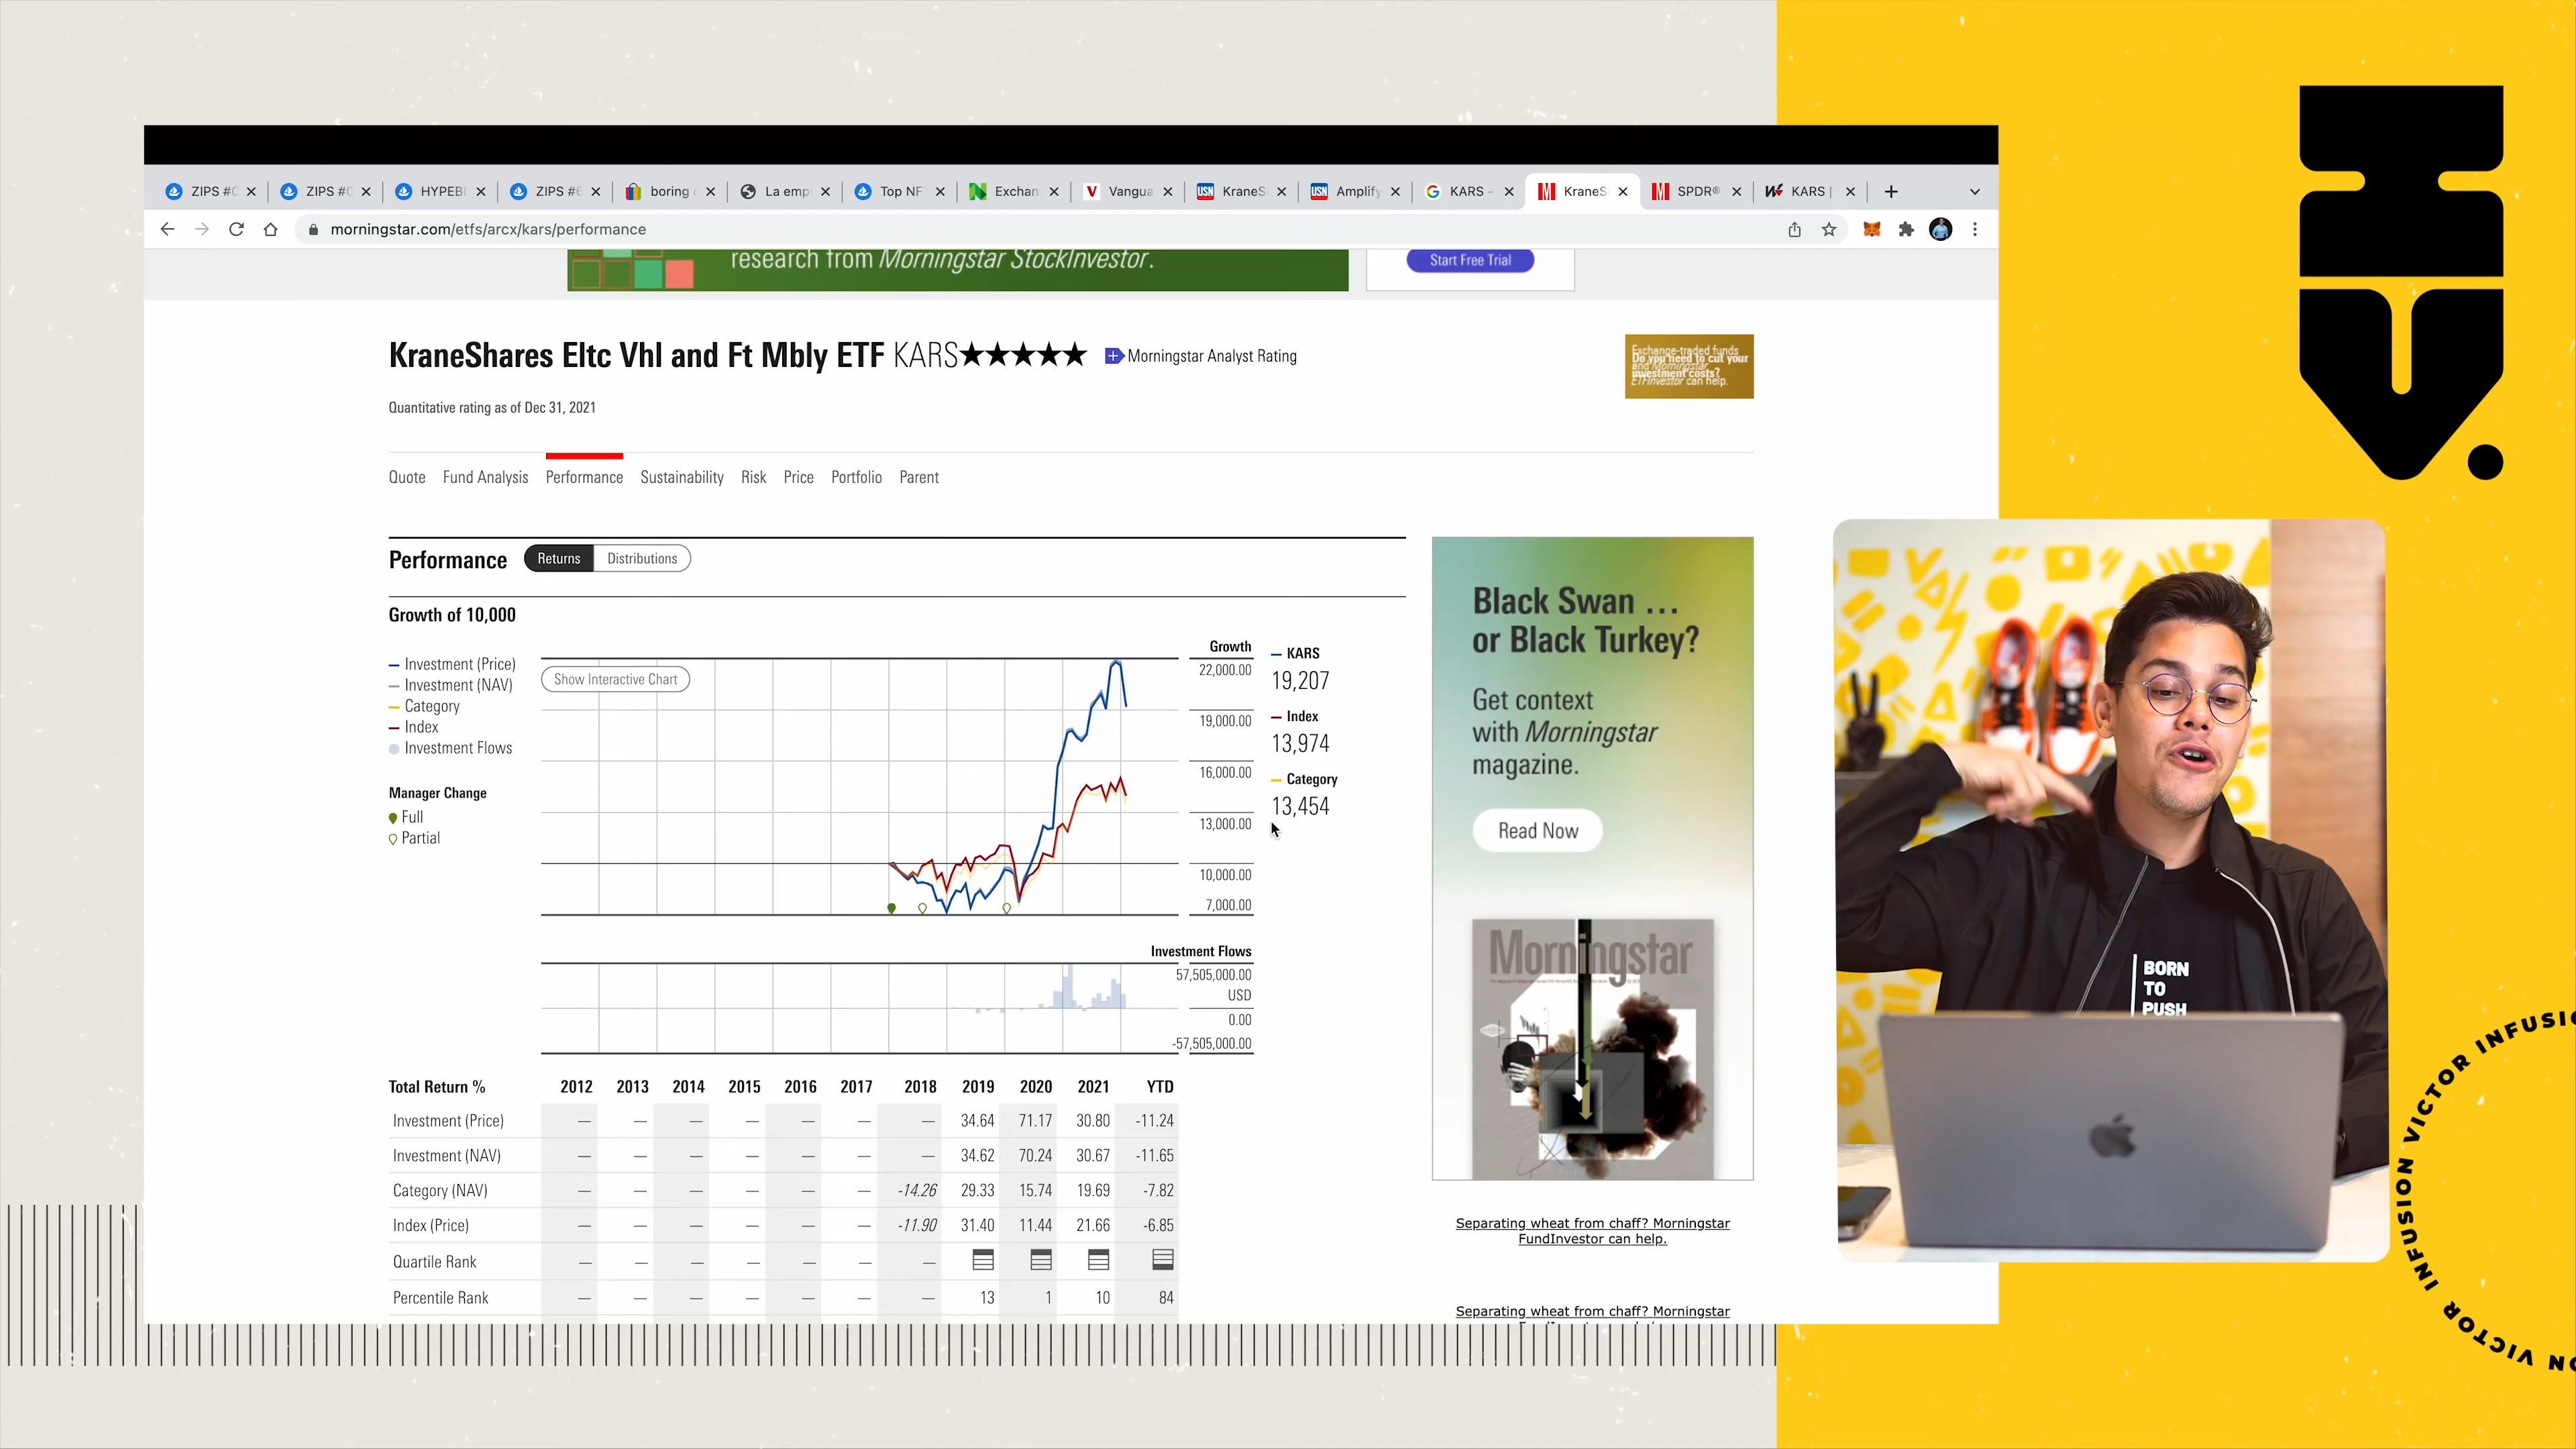 ZIPS #0
ZIPS #0
HYPEB
ZIPS #6
boring
La emp
Top NF
Exchan
Vangua
KraneS
Amplify
KARS -
KraneS
SPDR®
KARS |
morningstar.com/etfs/arcx/kars/performance
research from Morningstar StockInvestor.
Start Free Trial
KraneShares Eltc Vhl and Ft Mbly ETF KARS★★★★★
Morningstar Analyst Rating
Quantitative rating as of Dec 31, 2021
Quote Fund Analysis Performance Sustainability Risk Price Portfolio Parent
Performance
Returns Distributions
Growth of 10,000
Investment (Price)
Investment (NAV)
Category
Index
Investment Flows
Manager Change
Full
Partial
Show Interactive Chart
Growth
22,000.00
19,000.00
16,000.00
13,000.00
10,000.00
7,000.00
KARS
19,207
Index
13,974
Category
13,454
Investment Flows
57,505,000.00
USD
0.00
-57,505,000.00
Total Return % 2012 2013 2014 2015 2016 2017 2018 2019 2020 2021 YTD
Investment (Price) — — — — — — — 34.64 71.17 30.80 -11.24
Investment (NAV) — — — — — — — 34.62 70.24 30.67 -11.65
Category (NAV) — — — — — — -14.26 29.33 15.74 19.69 -7.82
Index (Price) — — — — — — -11.90 31.40 11.44 21.66 -6.85
Quartile Rank — — — — — — —
Percentile Rank — — — — — — — 13 1 10 84
Black Swan …
or Black Turkey?
Get context
with Morningstar
magazine.
Read Now
Morningstar
Separating wheat from chaff? Morningstar
FundInvestor can help.
Separating wheat from chaff? Morningstar
BORN
TO
PUSH
INFUSION VICTOR INFUSI
ON VICTOR